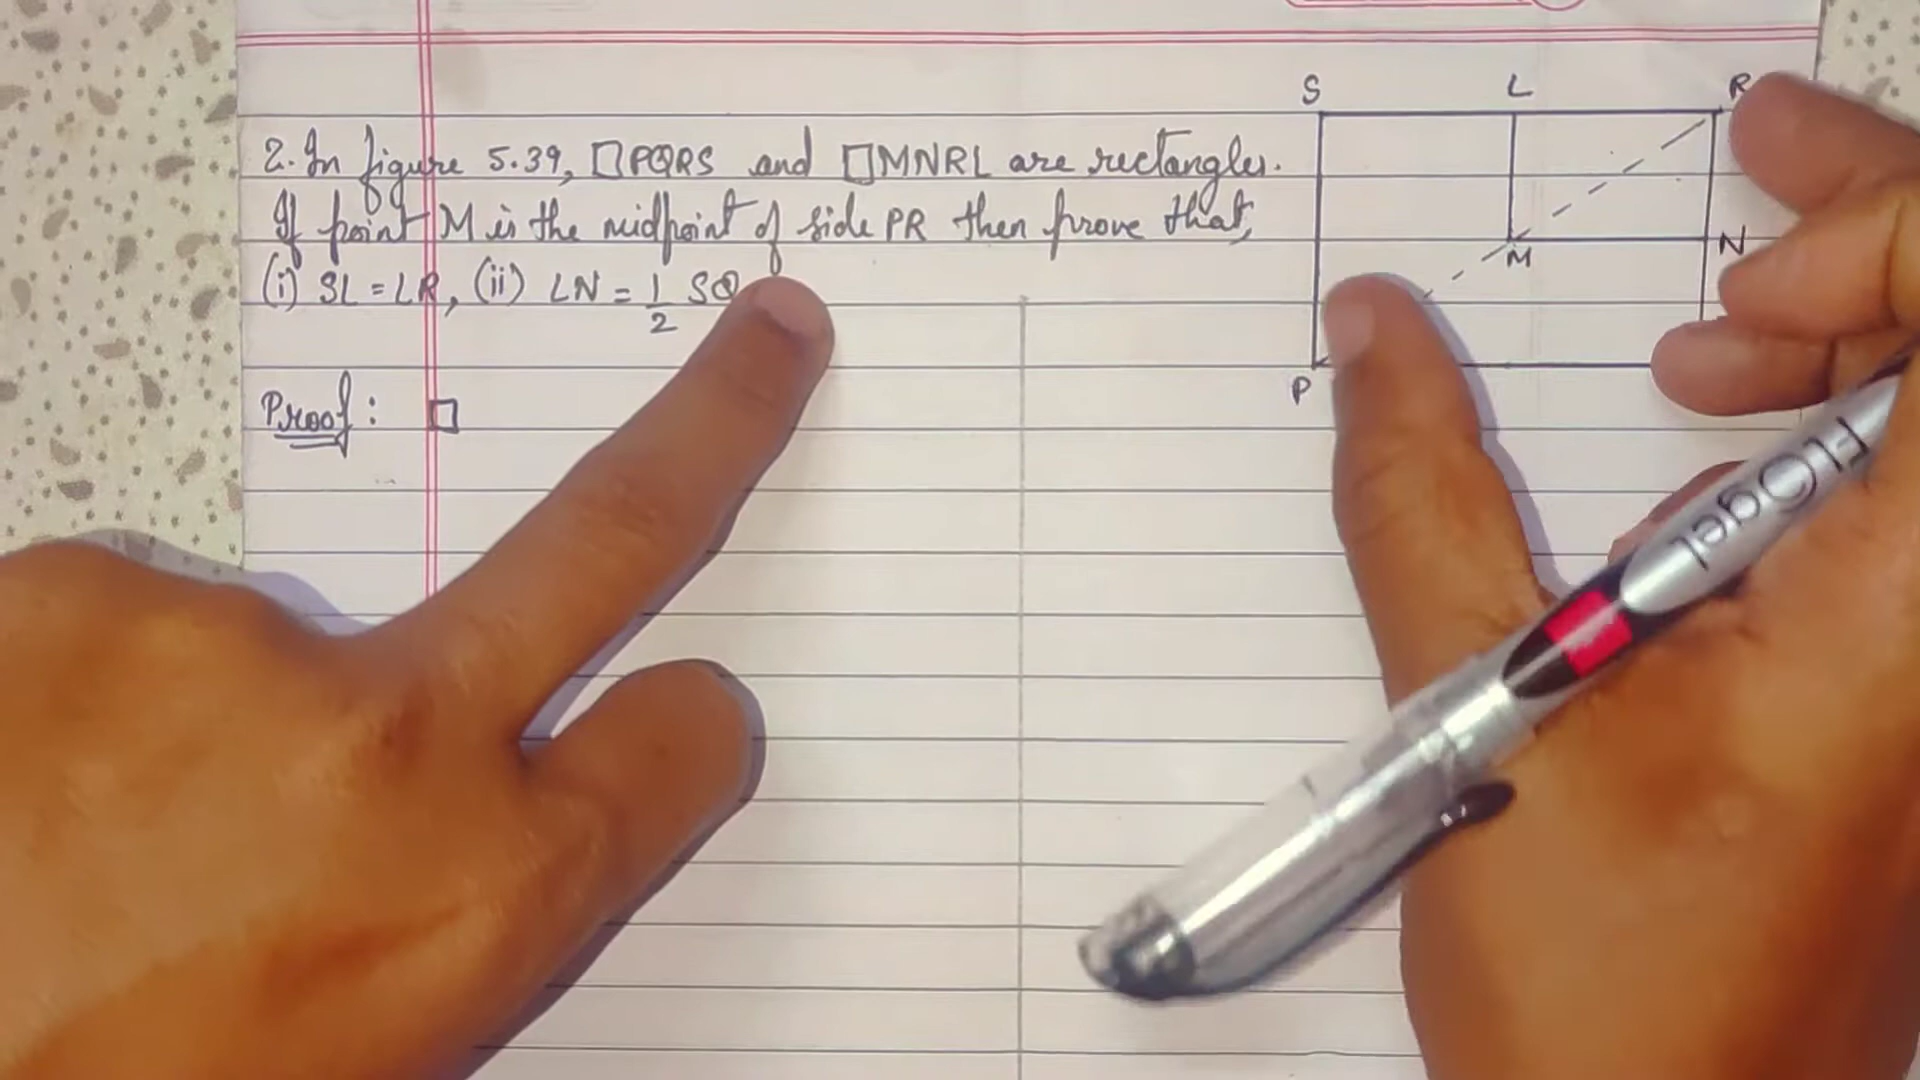 2. In figure 5.39, □PQRS and □MNRL are rectangles.
If point M is the midpoint of side PR then prove that,
(i) SL = LR, (ii) LN = 1/2 SQ
Proof : □
S L R
M N
P
FLOgel